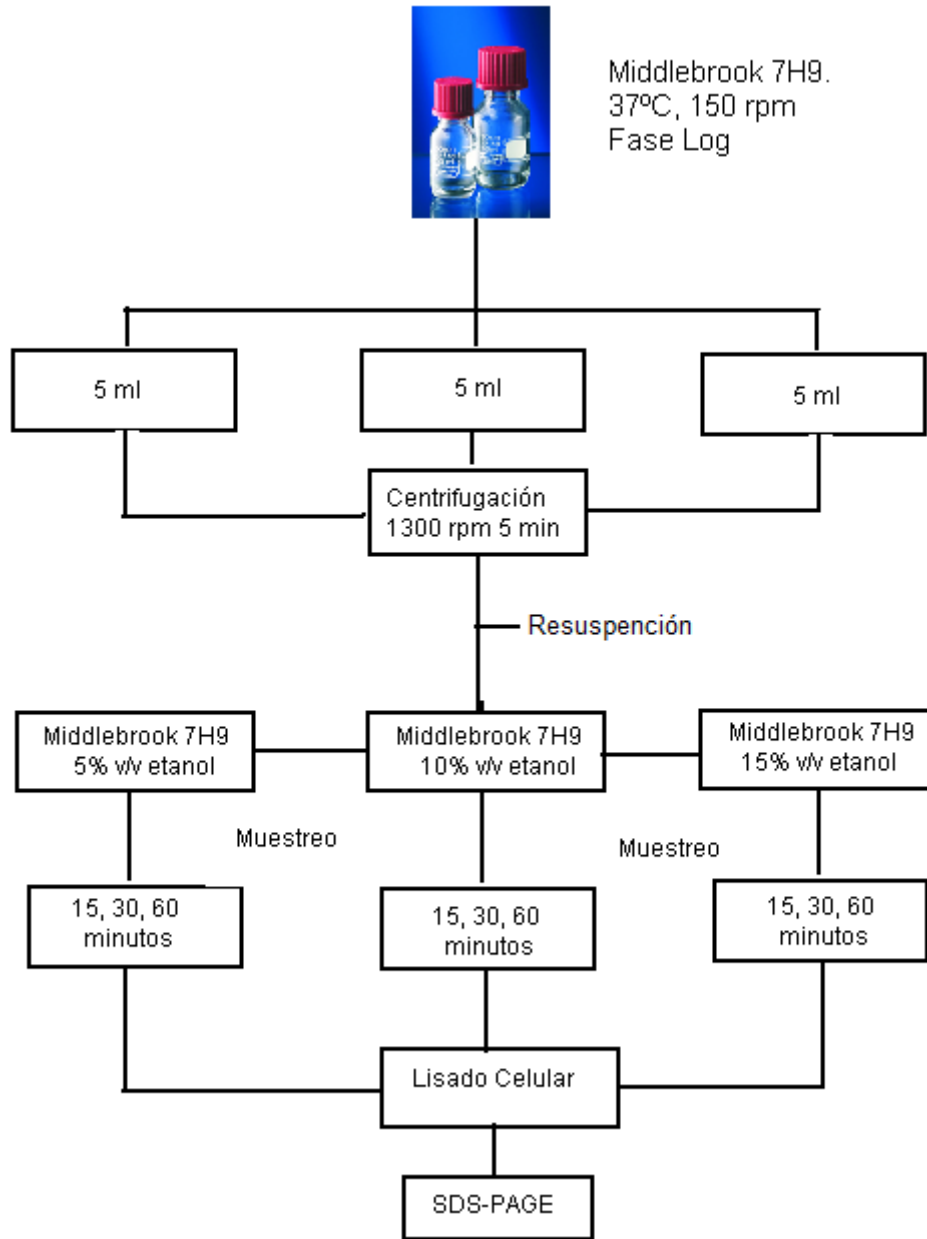 Middlebrook 7H9.
37ºC, 150 rpm
Fase Log
5 ml
5 ml
5 ml
Centrifugación
1300 rpm 5 min
Resuspención
Middlebrook 7H9
5% v/v etanol
Middlebrook 7H9
10% v/v etanol
Middlebrook 7H9
15% v/v etanol
Muestreo
Muestreo
15, 30, 60
minutos
15, 30, 60
minutos
15, 30, 60
minutos
Lisado Celular
SDS-PAGE